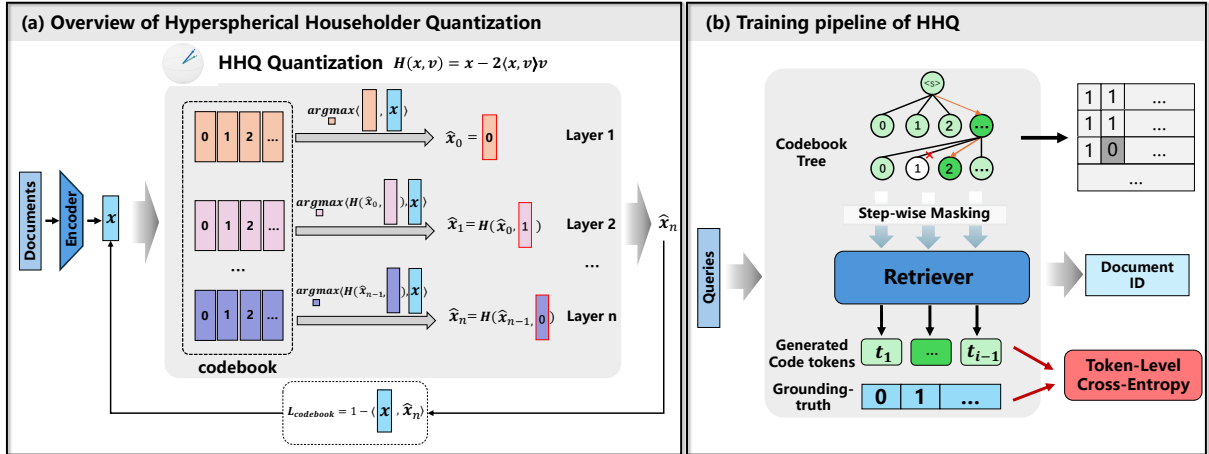 (a) Overview of Hyperspherical Householder Quantization
HHQ Quantization H(x, v) = x − 2⟨x, v⟩v
Documents
Encoder
x
0 1 2 ...
argmax⟨ , x⟩
x̂₀ = 0
Layer 1
0 1 2 ...
argmax⟨H(x̂₀, ), x⟩
x̂₁ = H(x̂₀, 1 )
Layer 2
...
...
0 1 2 ...
argmax⟨H(x̂ₙ₋₁, ), x⟩
x̂ₙ = H(x̂ₙ₋₁, 0 )
Layer n
codebook
x̂ₙ
L_codebook = 1 − ⟨ x , x̂ₙ⟩
(b) Training pipeline of HHQ
<s>
0 1 2 ...
Codebook
Tree
0 1 2 ...
1 1 ...
1 1 ...
1 0 ...
...
Step-wise Masking
Queries
Retriever
Document
ID
Generated
Code tokens
t₁ ... tᵢ₋₁
Grounding-
truth
0 1 ...
Token-Level
Cross-Entropy